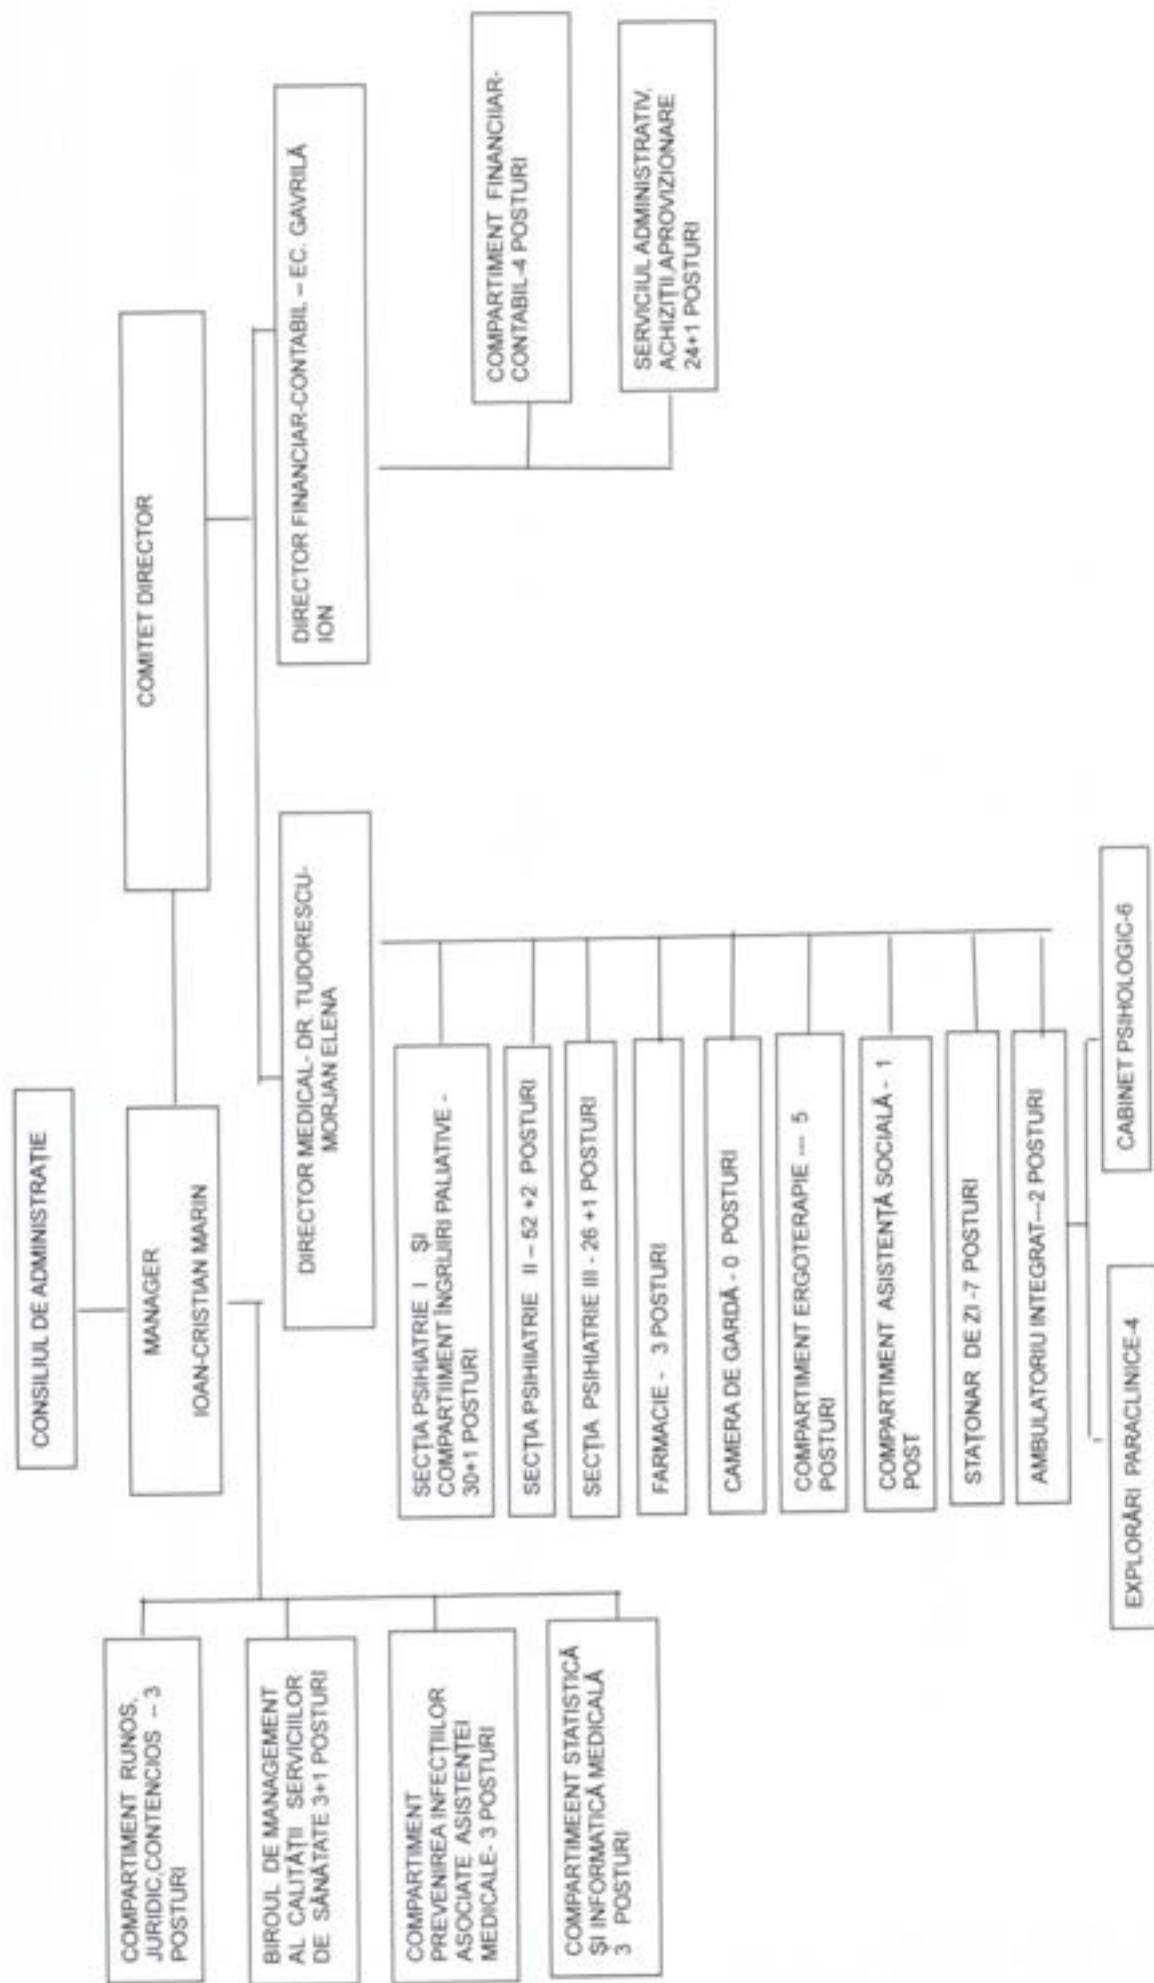 CONSILIUL DE ADMINISTRAȚIE
MANAGER
IOAN-CRISTIAN MARIN
COMITET DIRECTOR
COMPARTIMENT RUNOS,
JURIDIC,CONTENCIOS -- 3
POSTURI
BIROUL DE MANAGEMENT
AL CALITĂȚII SERVICIILOR
DE SĂNĂTATE 3+1 POSTURI
COMPARTIMENT
PREVENIREA INFECȚIILOR
ASOCIATE ASISTENȚEI
MEDICALE- 3 POSTURI
COMPARTIMEENT STATISTICĂ
ȘI INFORMATICĂ MEDICALĂ
3 POSTURI
DIRECTOR MEDICAL- DR. TUDORESCU-
MORJAN ELENA
SECȚIA PSIHIATRIE I ȘI
COMPARTIIMENT ÎNGRIJIRI PALIATIVE -
30+1 POSTURI
SECȚIA PSIHIIATRIE II – 52 +2 POSTURI
SECȚIA PSIHIATRIE III - 26 +1 POSTURI
FARMACIE - 3 POSTURI
CAMERA DE GARDĂ - 0 POSTURI
COMPARTIMENT ERGOTERAPIE --- 5
POSTURI
COMPARTIMENT ASISTENȚĂ SOCIALĂ - 1
POST
STAȚONAR DE ZI -7 POSTURI
AMBULATORIU INTEGRAT---2 POSTURI
EXPLORĂRI PARACLINICE-4
CABINET PSIHOLOGIC-6
DIRECTOR FINANCIAR-CONTABIL – EC. GAVRILĂ
ION
COMPARTIMENT FINANCIIAR-
CONTABIL-4 POSTURI
SERVICIUL ADMINISTRATIV,
ACHIZIȚII,APROVIZIONARE
24+1 POSTURI